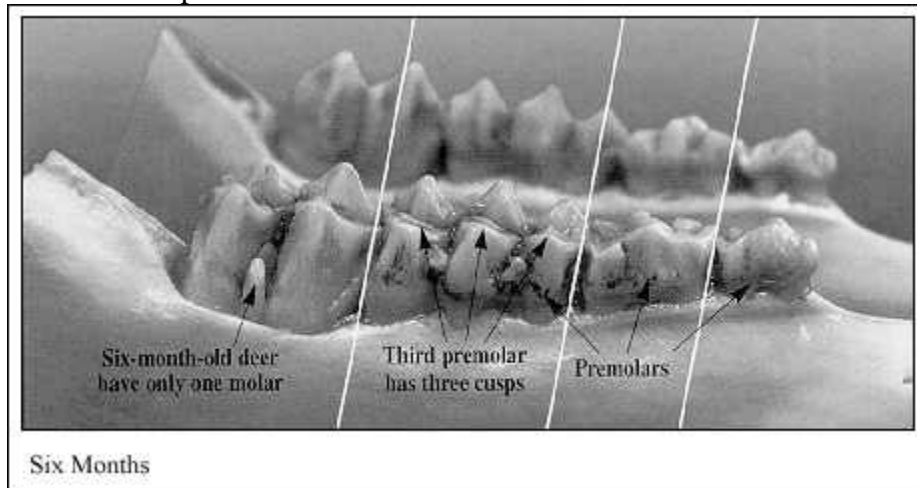 Six-month-old deer
have only one molar
Third premolar
has three cusps
Premolars
Six Months